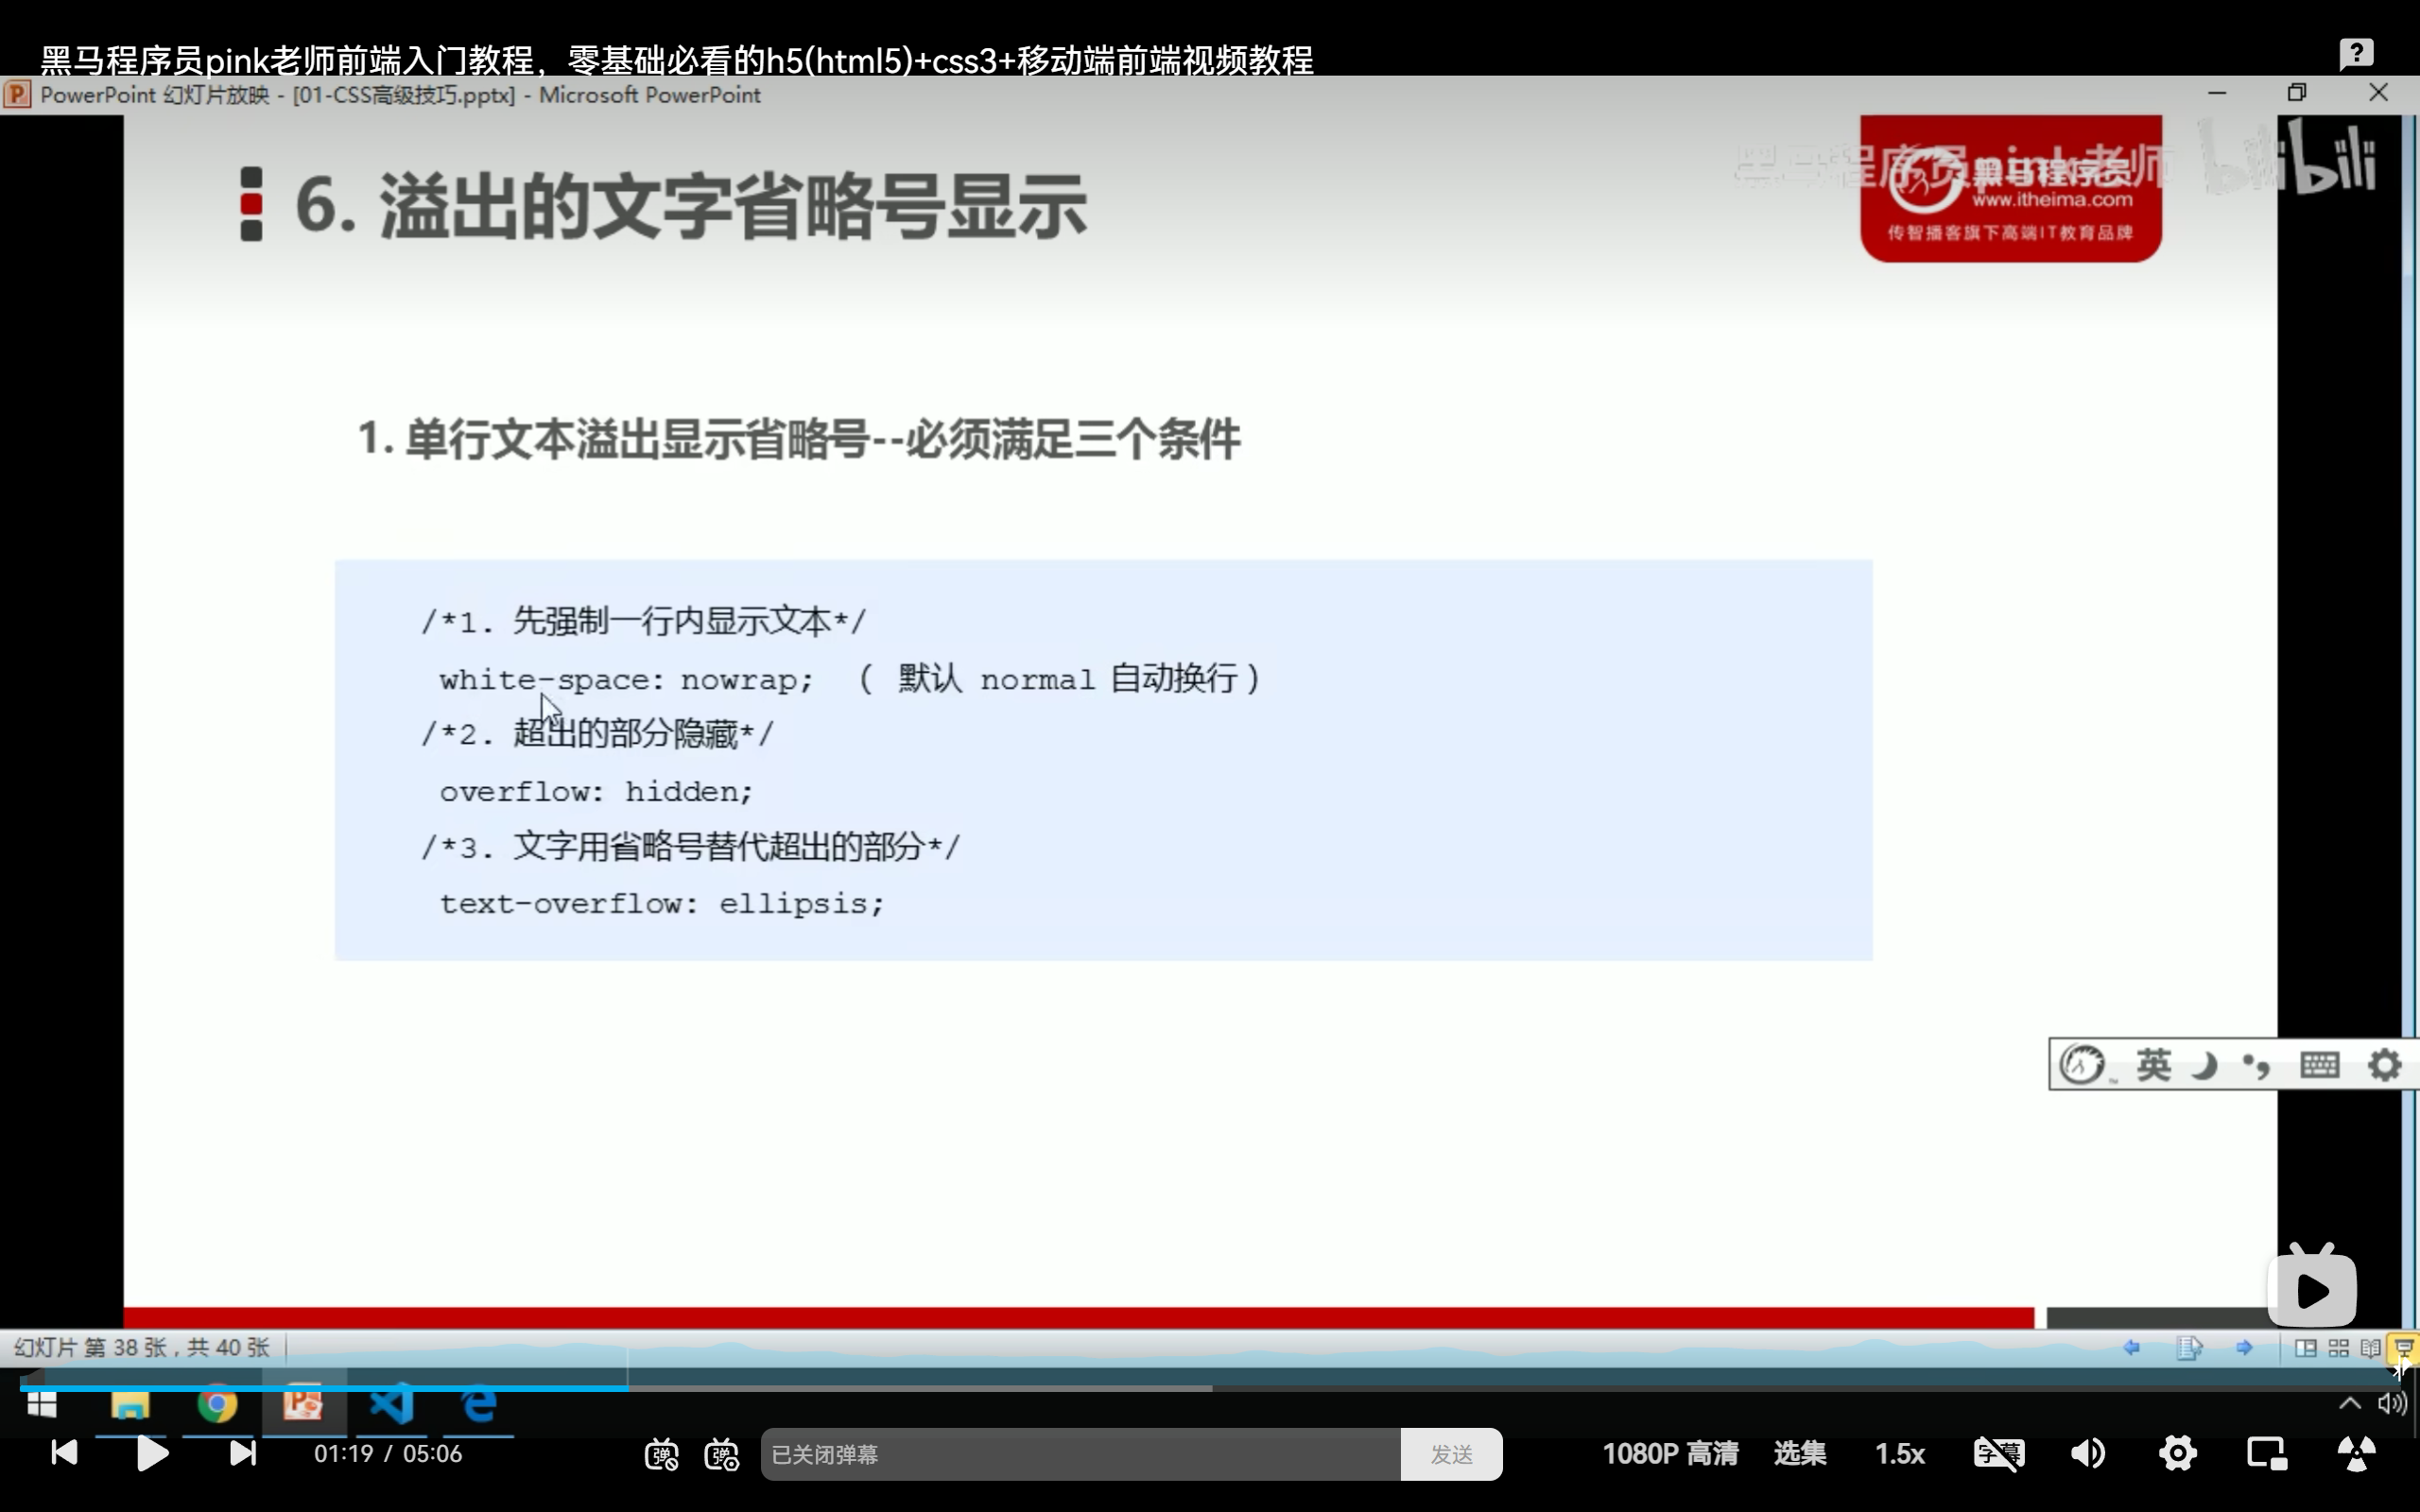 黑马程序员pink老师前端入门教程，零基础必看的h5(html5)+css3+移动端前端视频教程
PowerPoint 幻灯片放映 - [01-CSS高级技巧.pptx] - Microsoft PowerPoint
6. 溢出的文字省略号显示
黑马程序员pink老师
bilibili
黑马程序员
www.itheima.com
传智播客旗下高端IT教育品牌
1. 单行文本溢出显示省略号--必须满足三个条件
/*1. 先强制一行内显示文本*/
white-space: nowrap; （ 默认 normal 自动换行）
/*2. 超出的部分隐藏*/
overflow: hidden;
/*3. 文字用省略号替代超出的部分*/
text-overflow: ellipsis;
英
幻灯片 第 38 张，共 40 张
01:19 / 05:06
弹
弹
已关闭弹幕
发送
1080P 高清
选集
1.5x
字幕